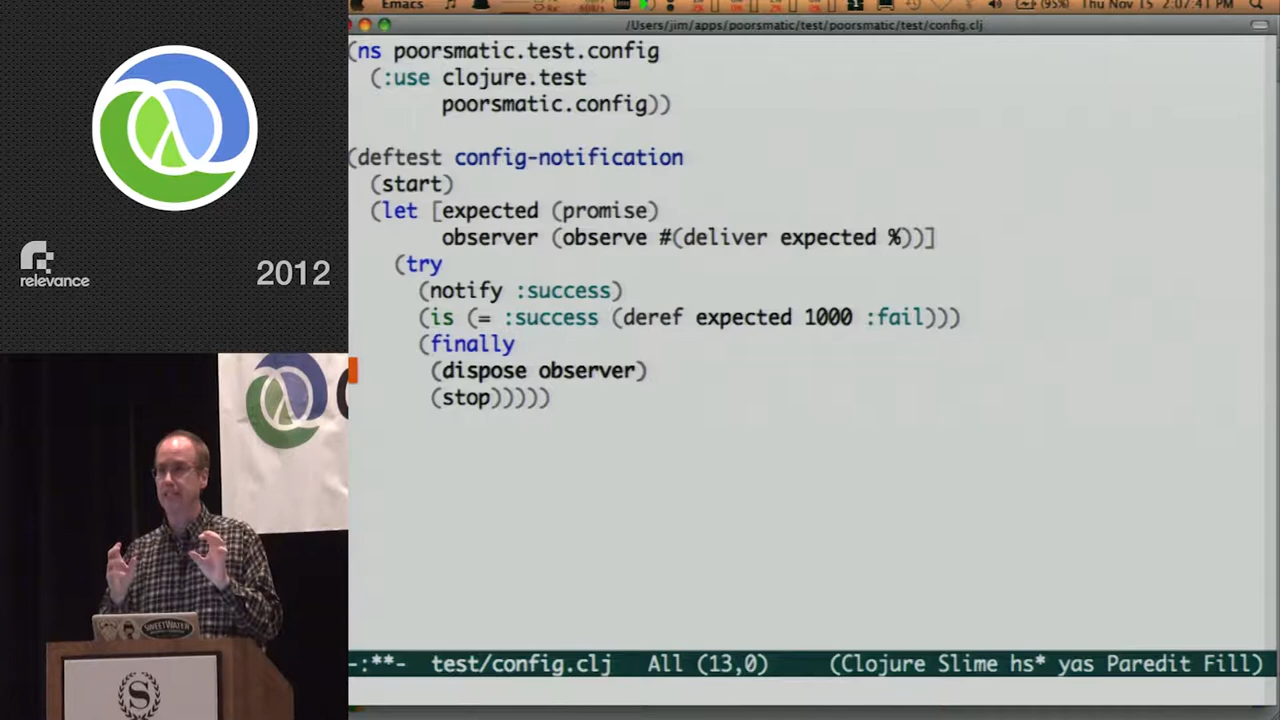 Emacs
(95%)
Thu Nov 15 2:07:41 PM
/Users/jim/apps/poorsmatic/test/poorsmatic/test/config.clj
(ns poorsmatic.test.config
(:use clojure.test
poorsmatic.config))
(deftest config-notification
(start)
(let [expected (promise)
observer (observe #(deliver expected %))]
(try
(notify :success)
(is (= :success (deref expected 1000 :fail)))
(finally
(dispose observer)
(stop)))))
-:**- test/config.clj All (13,0) (Clojure Slime hs* yas Paredit Fill)
relevance
2012
SWEETWATER
S